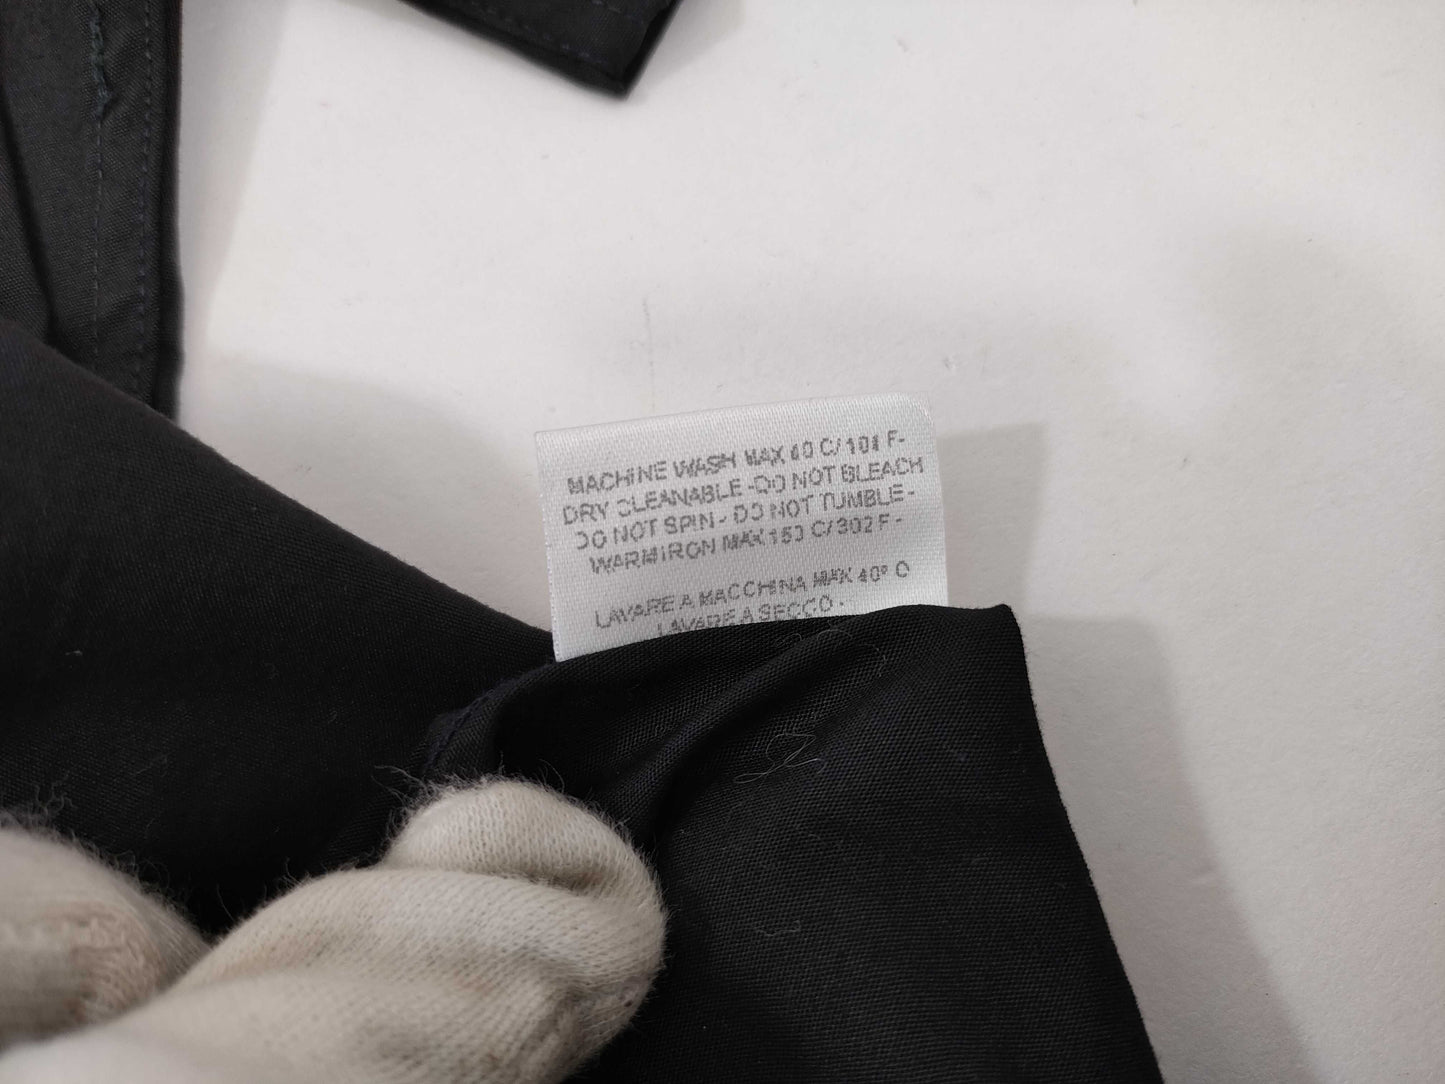 MACHINE WASH MAX 40 C/104 F-
DRY CLEANABLE -DO NOT BLEACH
DO NOT SPIN - DO NOT TUMBLE -
WARM IRON MAX 150 C/302 F -
LAVARE A MACCHINA MAX 40° C
LAVARE A SECCO -